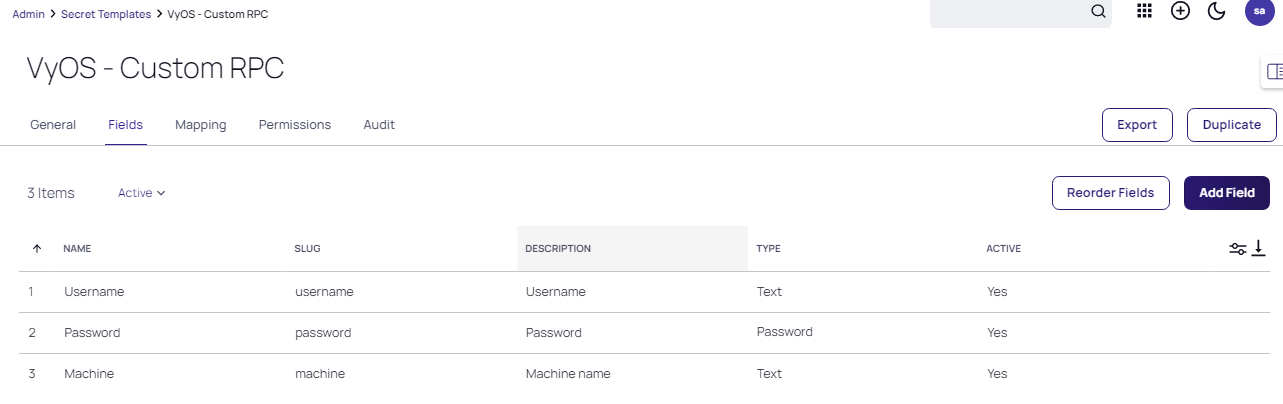 Admin > Secret Templates > VyOS - Custom RPC
sa
VyOS - Custom RPC
General Fields Mapping Permissions Audit Export Duplicate
3 Items Active Reorder Fields Add Field
NAME SLUG DESCRIPTION TYPE ACTIVE
1 Username username Username Text Yes
2 Password password Password Password Yes
3 Machine machine Machine name Text Yes